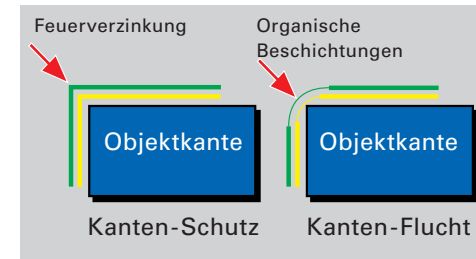 Feuerverzinkung
Organische
Beschichtungen
Objektkante
Objektkante
Kanten-Schutz
Kanten-Flucht